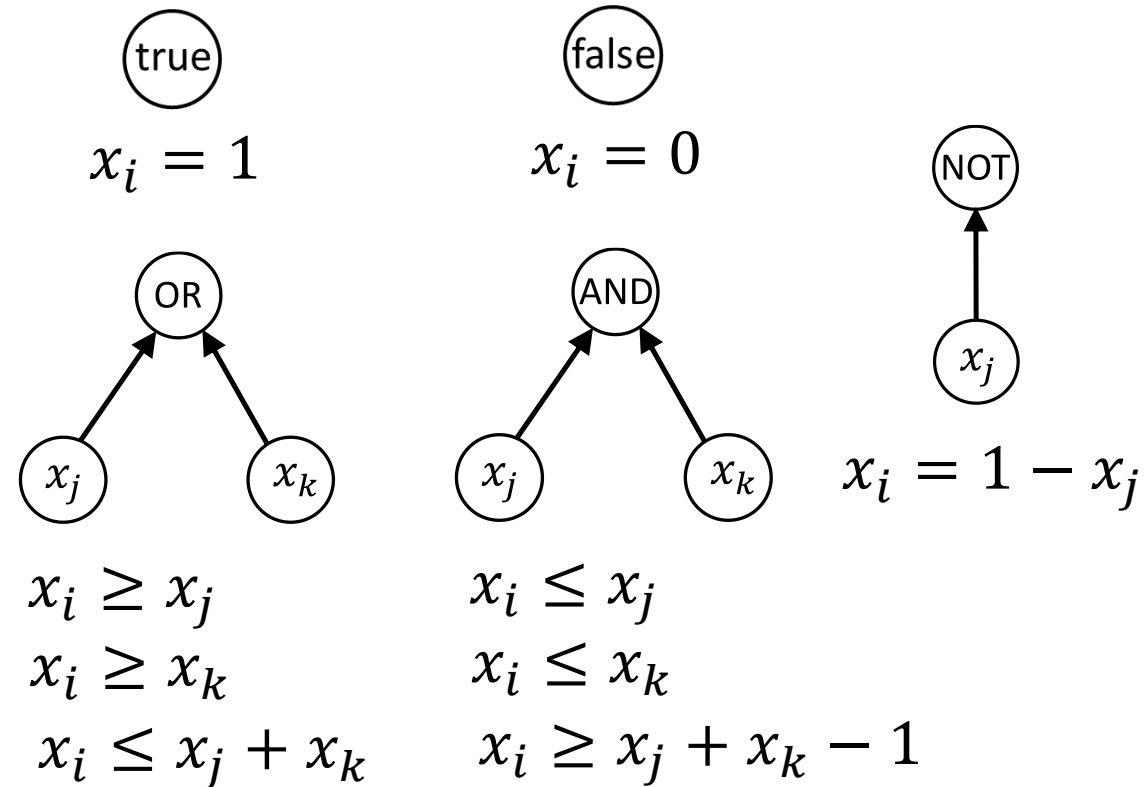 true
x_i = 1
false
x_i = 0
NOT
x_j
x_i = 1 − x_j
OR
x_j
x_k
x_i ≥ x_j
x_i ≥ x_k
x_i ≤ x_j + x_k
AND
x_j
x_k
x_i ≤ x_j
x_i ≤ x_k
x_i ≥ x_j + x_k − 1